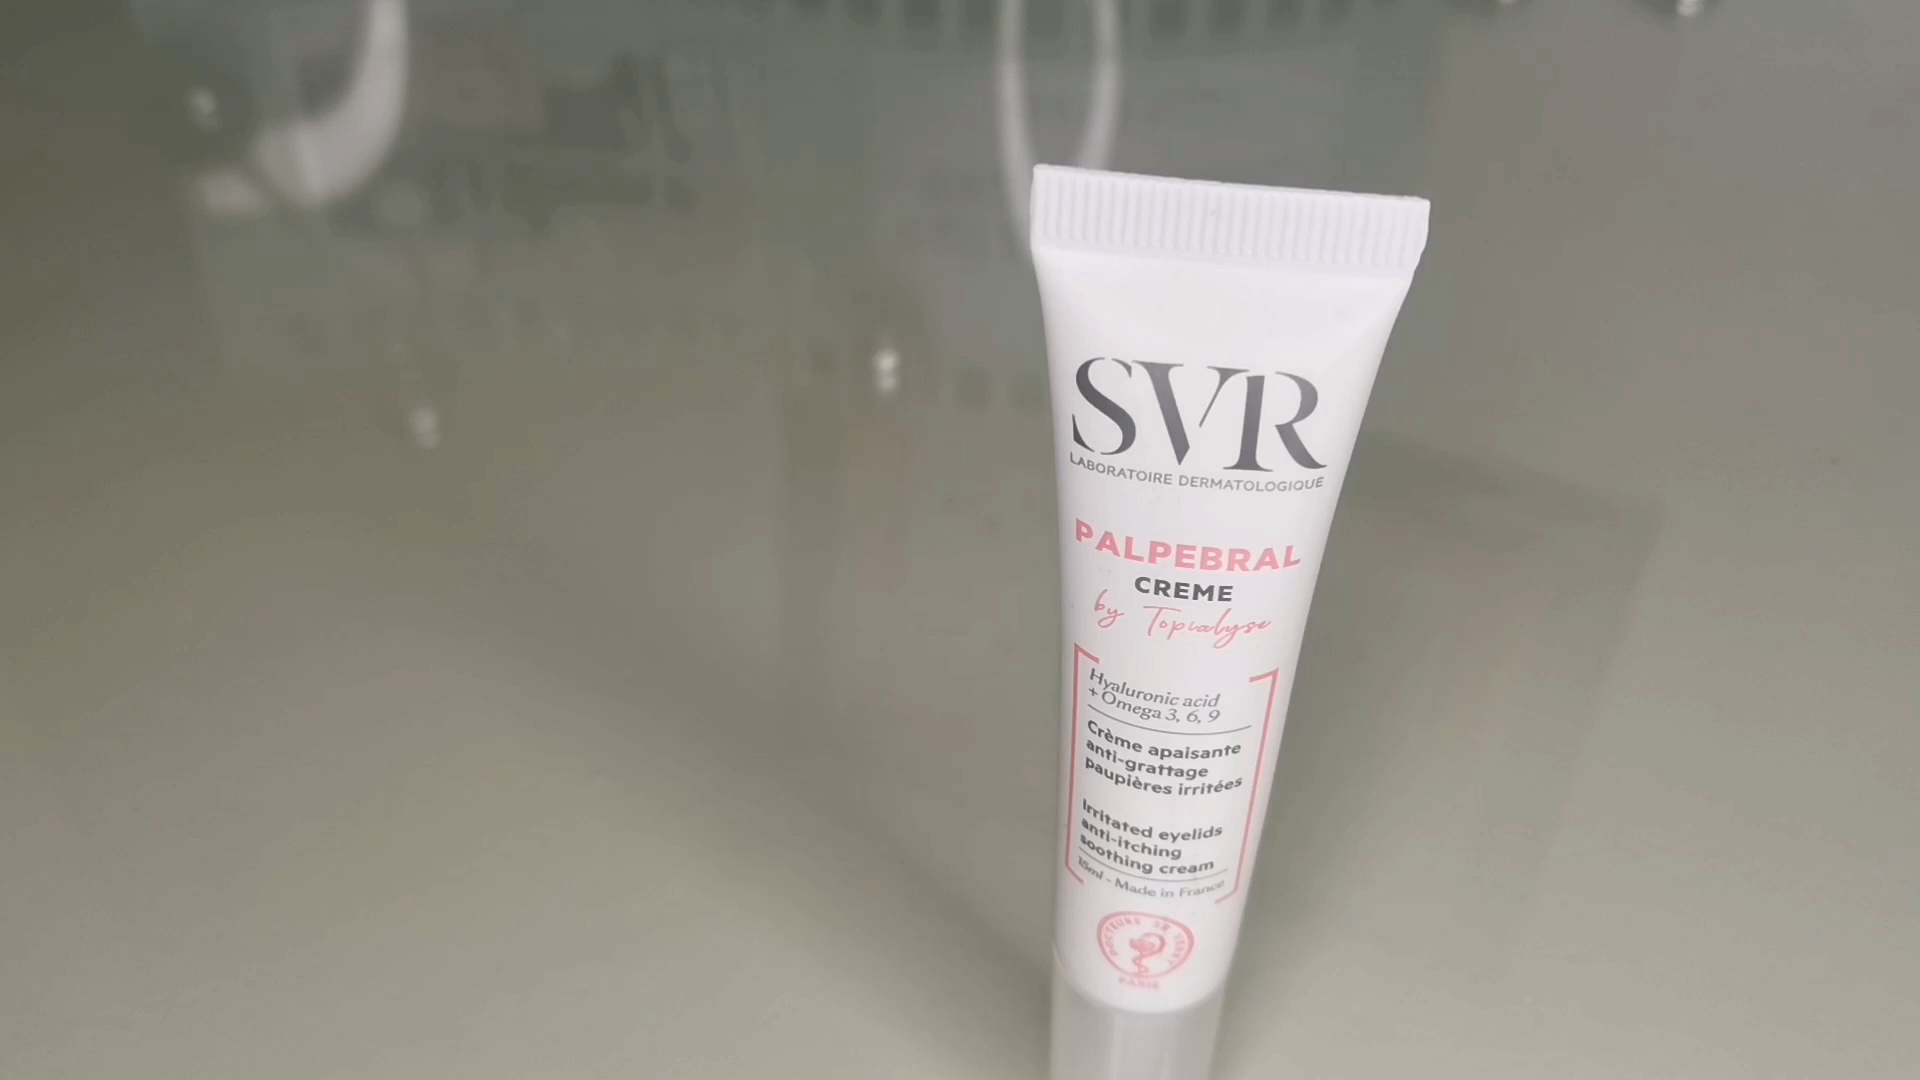 SVR
LABORATOIRE DERMATOLOGIQUE
PALPEBRAL
CREME
by Topialyse
Hyaluronic acid
+ Omega 3, 6, 9
Crème apaisante
anti-grattage
paupières irritées
Irritated eyelids
anti-itching
soothing cream
15ml - Made in France
PARIS